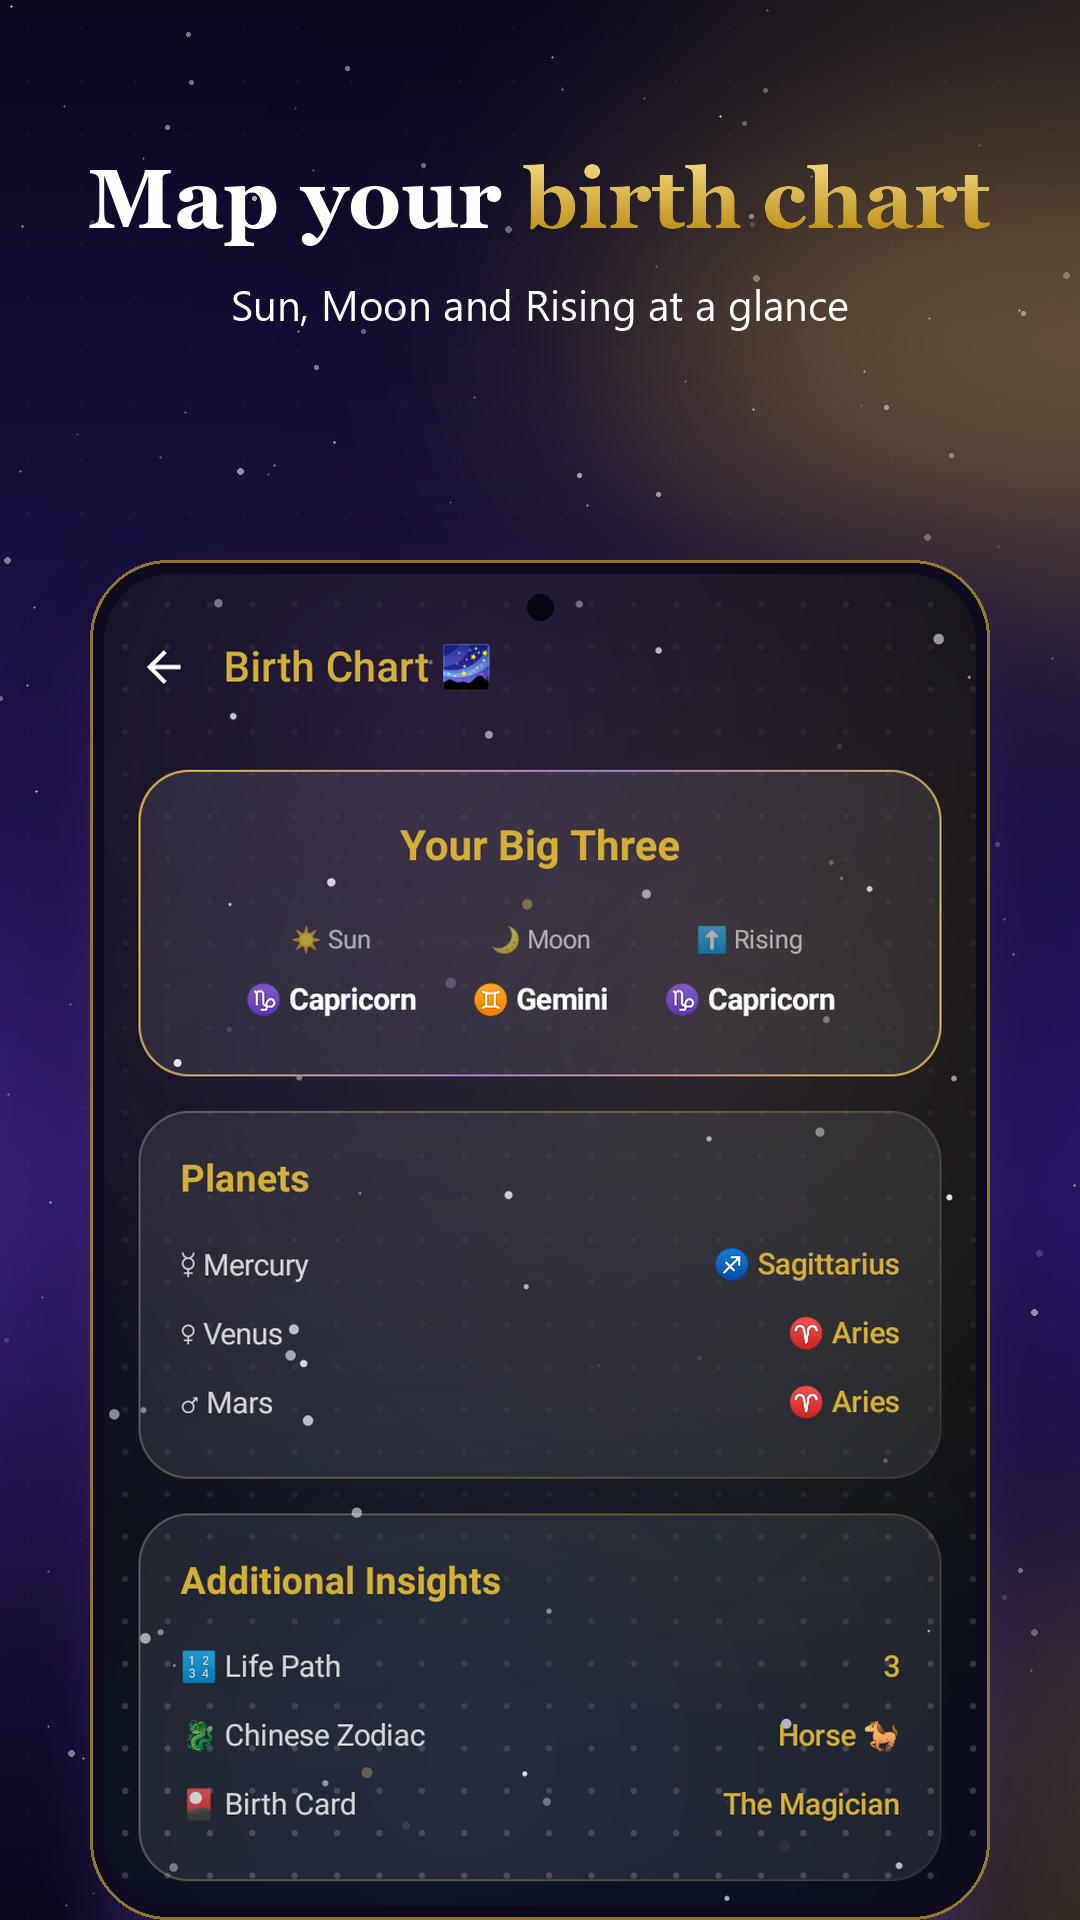 Map your birth chart
Sun, Moon and Rising at a glance
Birth Chart
Your Big Three
Sun Moon Rising
♑ Capricorn ♊ Gemini ♑ Capricorn
Planets
☿ Mercury ♐ Sagittarius
♀ Venus ♈ Aries
♂ Mars ♈ Aries
Additional Insights
🔢 Life Path 3
Chinese Zodiac Horse
Birth Card The Magician